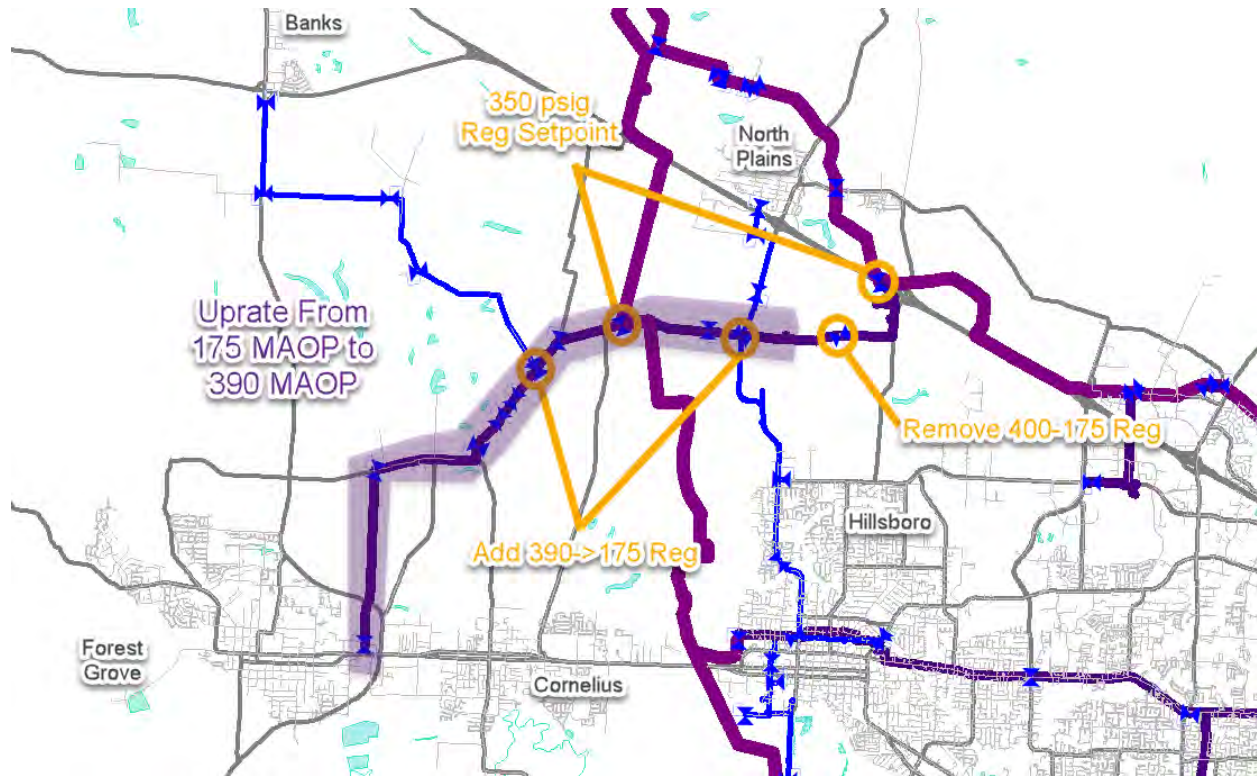 Banks
350 psig
Reg Setpoint
North
Plains
Uprate From
175 MAOP to
390 MAOP
Remove 400-175 Reg
Hillsboro
Add 390->175 Reg
Forest
Grove
Cornelius